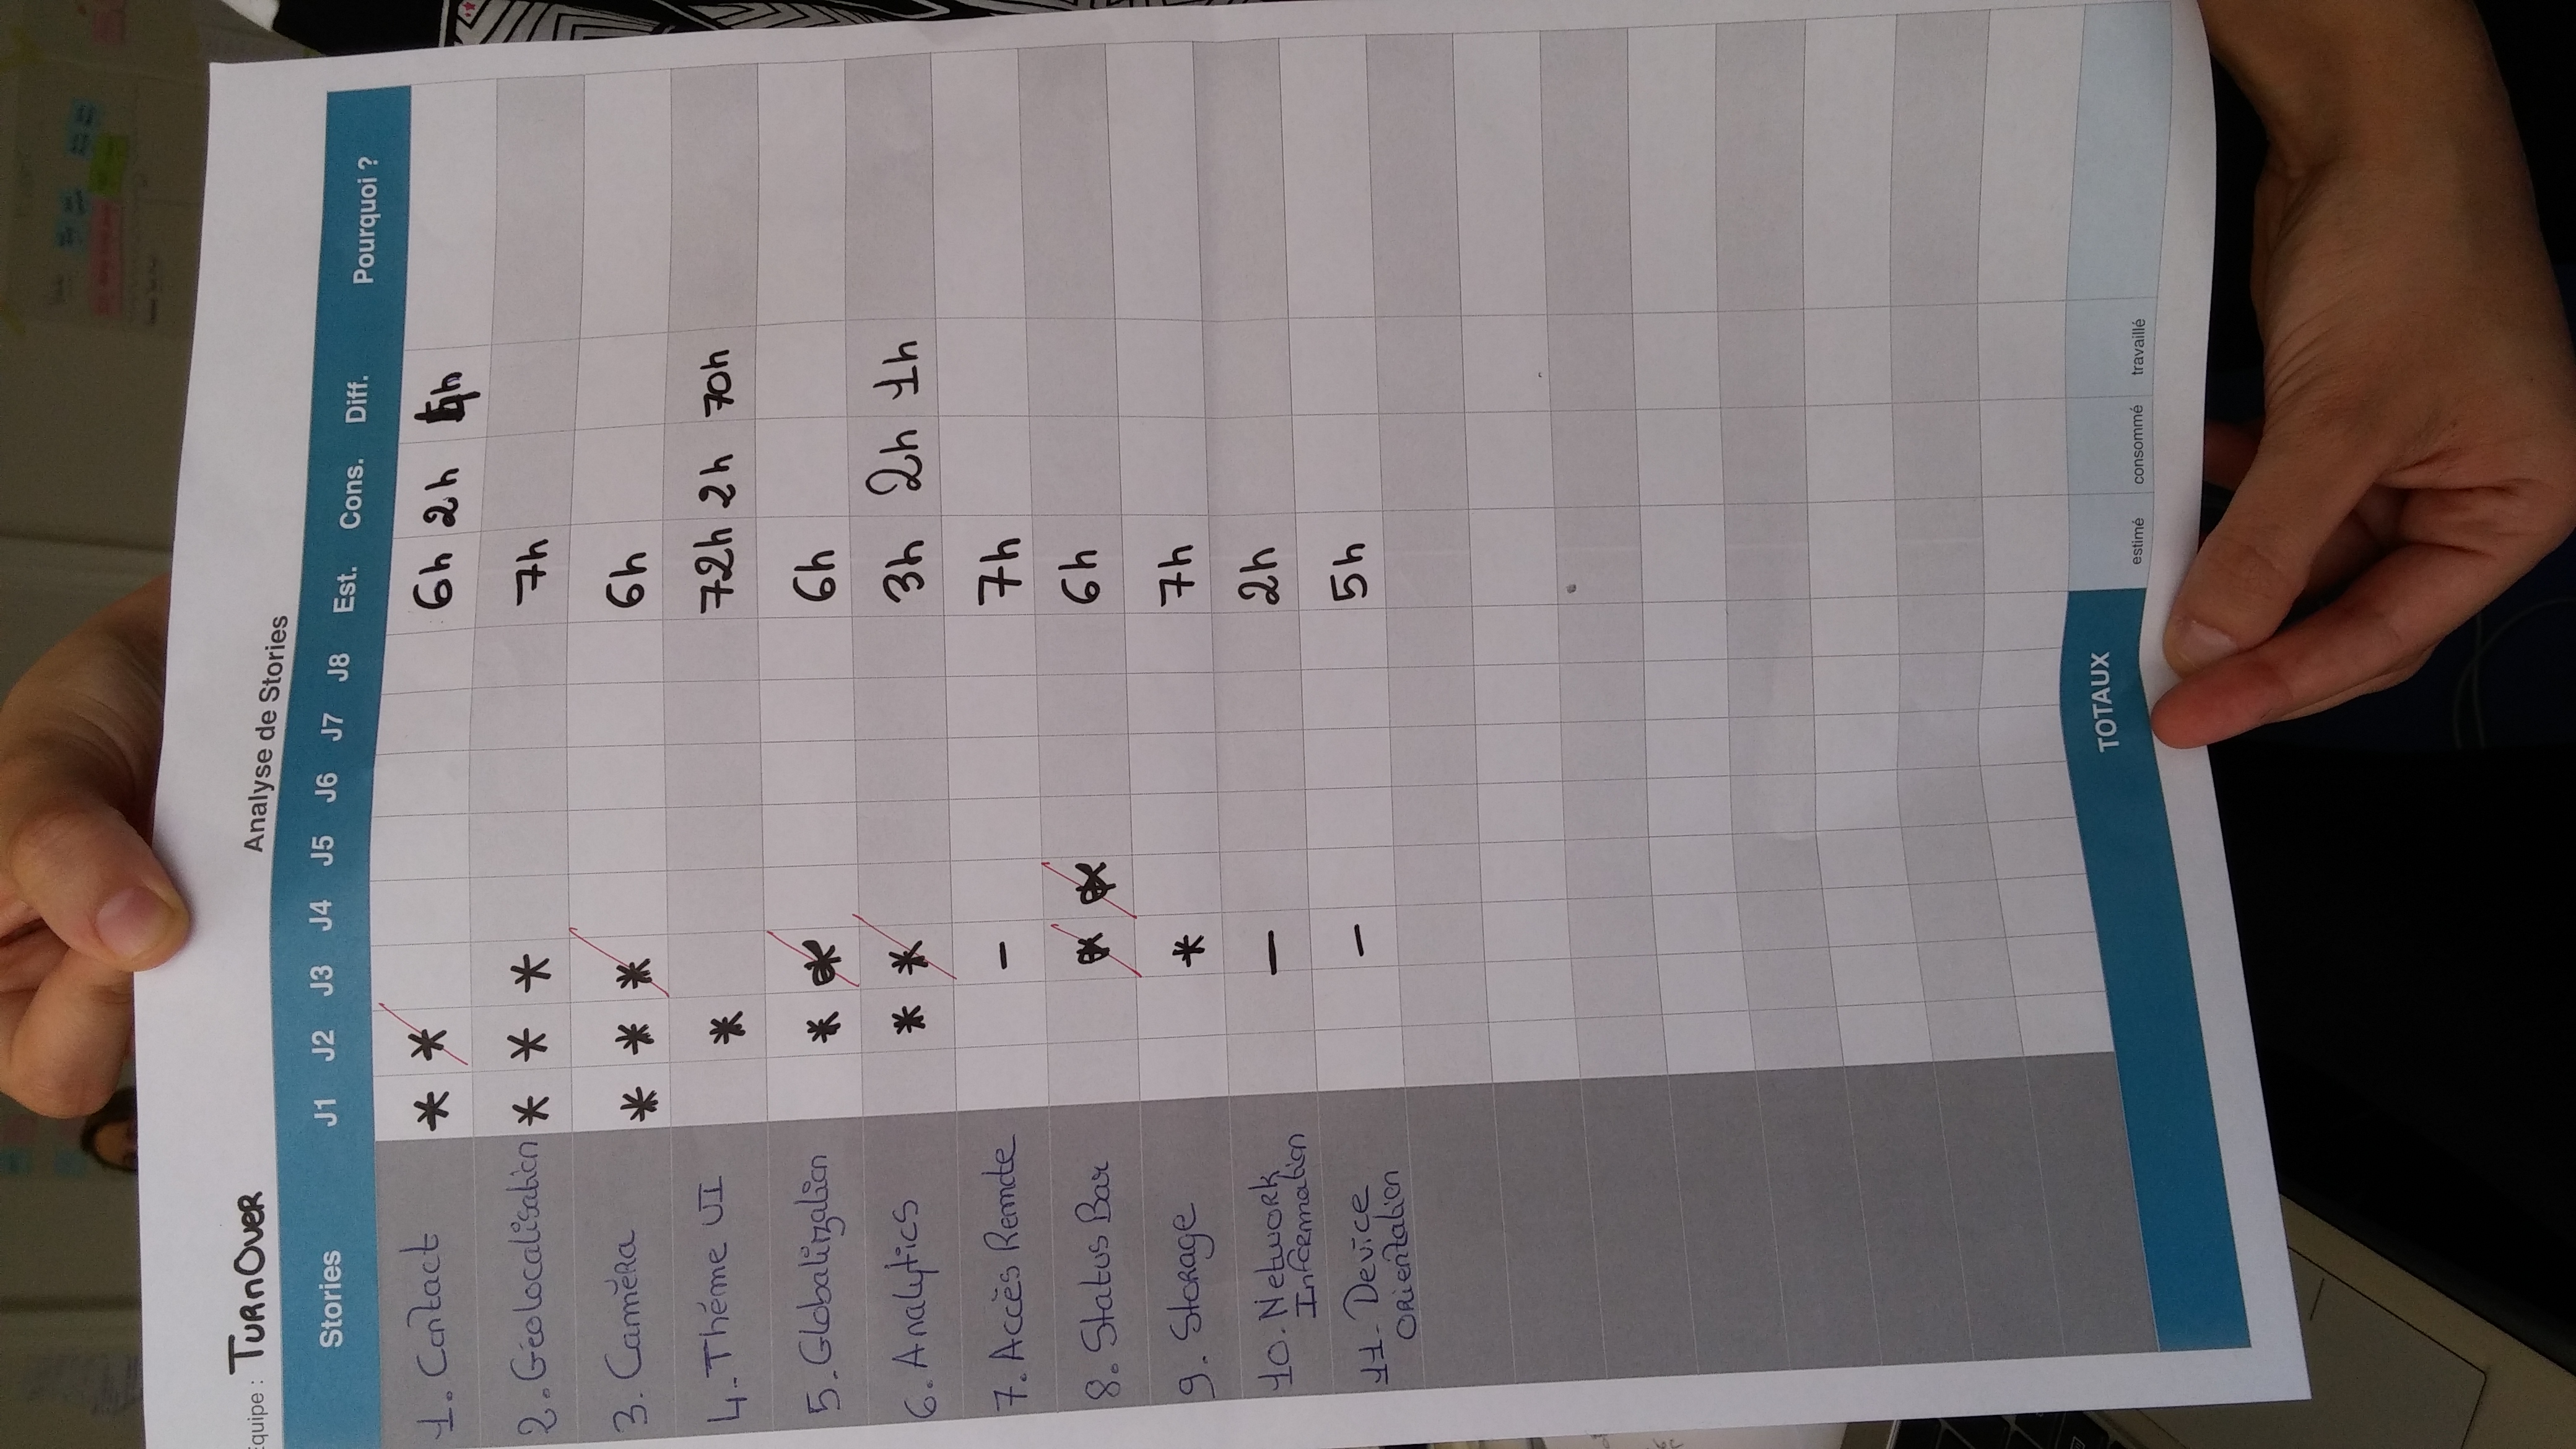 Equipe : TurnOver
Analyse de Stories
Stories J1 J2 J3 J4 J5 J6 J7 J8 Est. Cons. Diff. Pourquoi ?
1. Contact * * 6h 2h 4h
2. Géolocalisation * * * 7h
3. Caméra * * * 6h
4. Thème UI * 72h 2h 70h
5. Globalization * * 6h
6. Analytics * * 3h 2h 1h
7. Accès Remote - 7h
8. Status Bar * * 6h
9. Storage * 7h
10. Network - 2h
Information
11. Device - 5h
Orientation
TOTAUX
estimé consommé travaillé